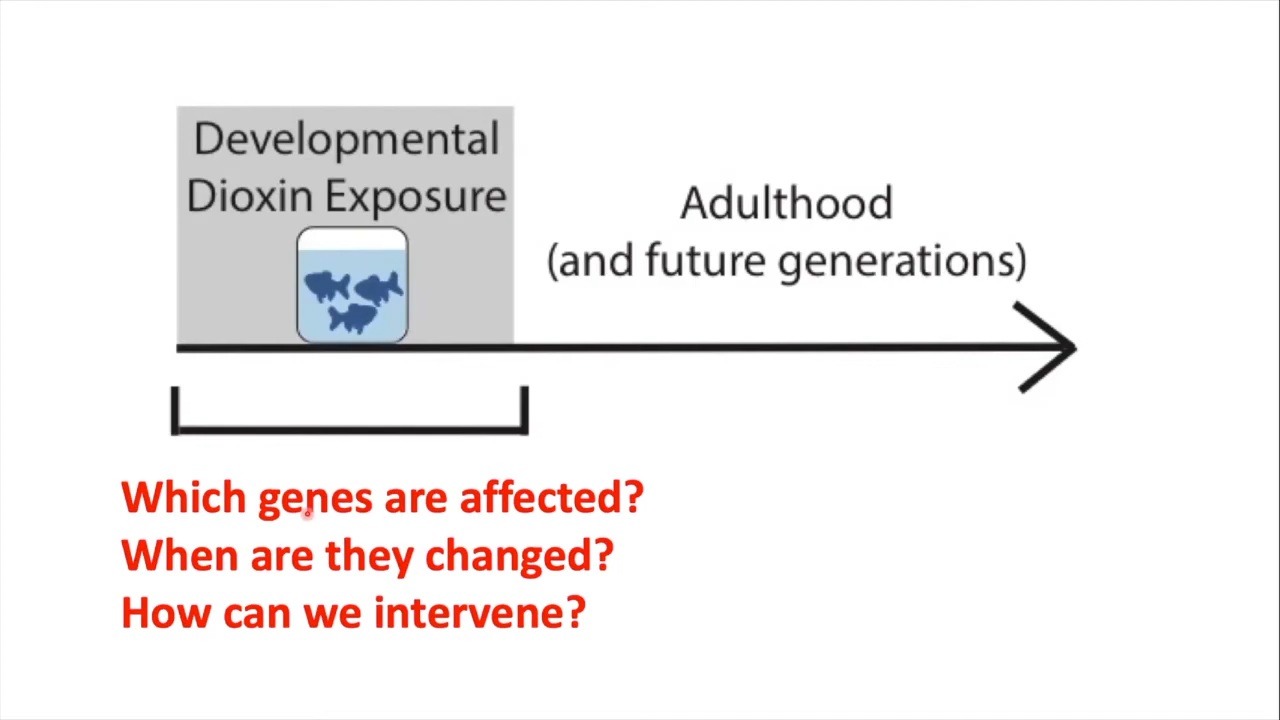 Developmental
Dioxin Exposure
Adulthood
(and future generations)
Which genes are affected?
When are they changed?
How can we intervene?